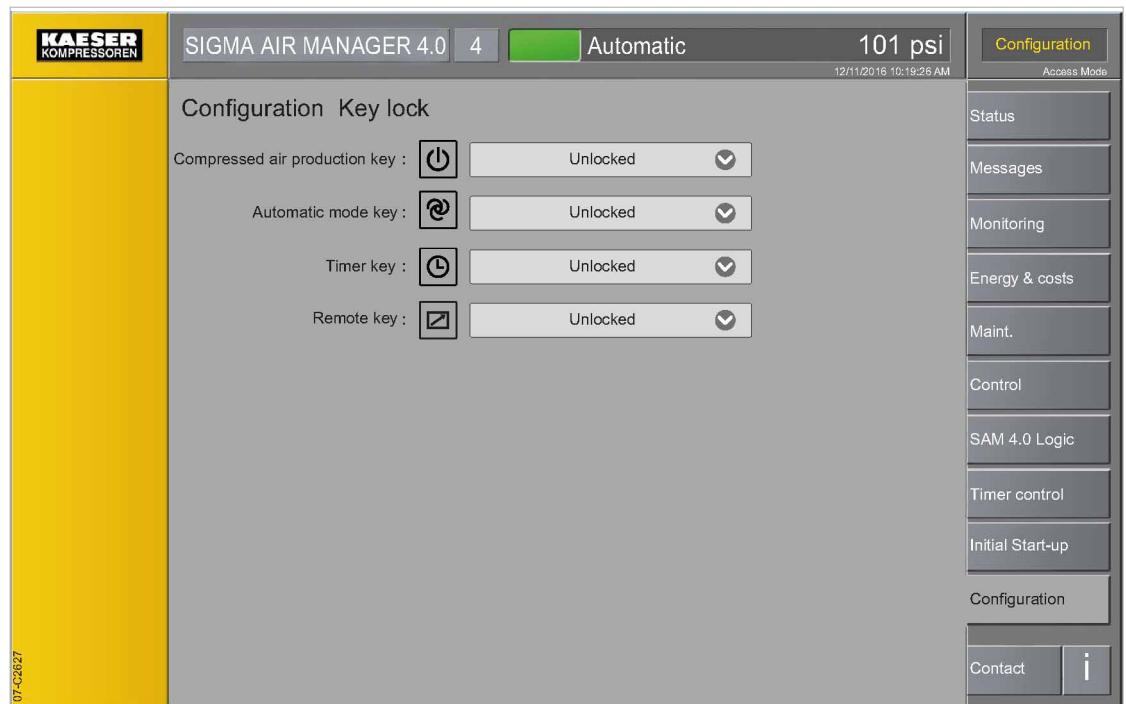 KAESER
KOMPRESSOREN
SIGMA AIR MANAGER 4.0 4 Automatic 101 psi
12/11/2016 10:19:26 AM
Configuration
Access Mode
Configuration Key lock
Compressed air production key : Unlocked
Automatic mode key : Unlocked
Timer key : Unlocked
Remote key : Unlocked
Status
Messages
Monitoring
Energy & costs
Maint.
Control
SAM 4.0 Logic
Timer control
Initial Start-up
Configuration
Contact i
07-C2627